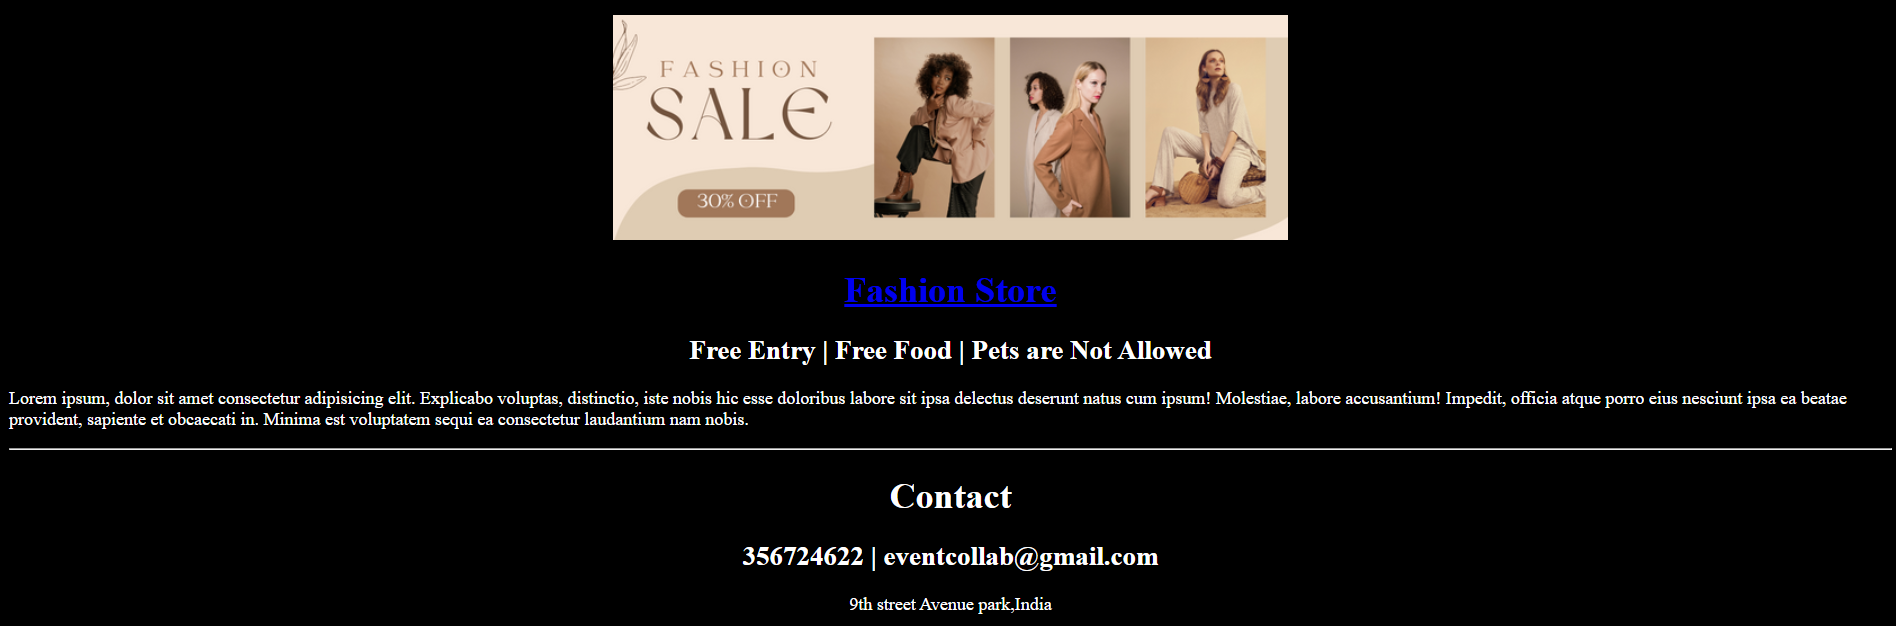 FASHION
SALE
30% OFF
Fashion Store
Free Entry | Free Food | Pets are Not Allowed
Lorem ipsum, dolor sit amet consectetur adipisicing elit. Explicabo voluptas, distinctio, iste nobis hic esse doloribus labore sit ipsa delectus deserunt natus cum ipsum! Molestiae, labore accusantium! Impedit, officia atque porro eius nesciunt ipsa ea beatae
provident, sapiente et obcaecati in. Minima est voluptatem sequi ea consectetur laudantium nam nobis.
Contact
356724622 | eventcollab@gmail.com
9th street Avenue park,India